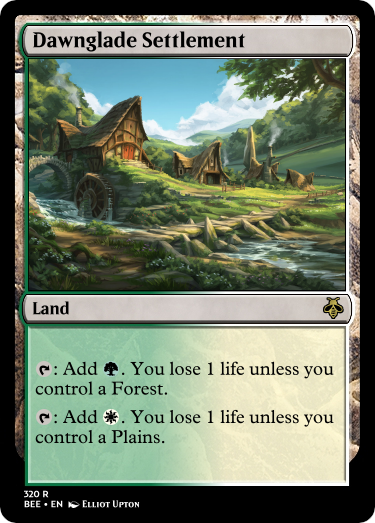 Dawnglade Settlement
Land
: Add . You lose 1 life unless you
control a Forest.
: Add . You lose 1 life unless you
control a Plains.
320 R
BEE • EN Elliot Upton